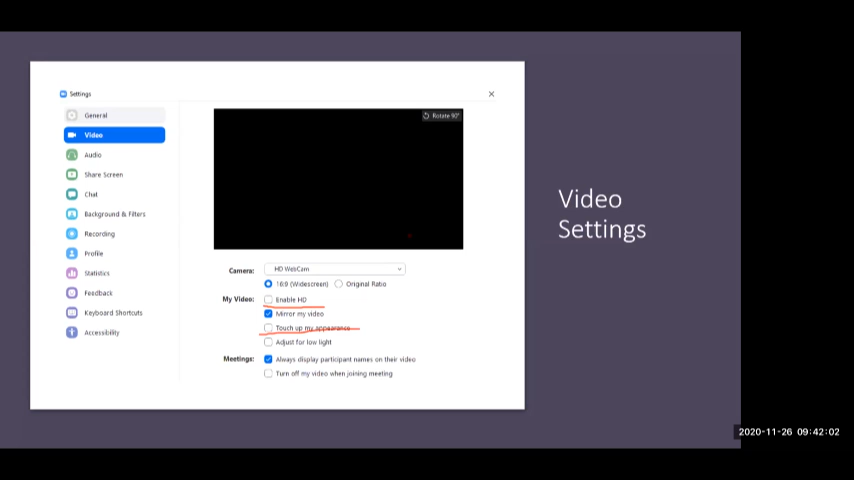 Settings
Rotate 90°
General
Video
Audio
Share Screen
Chat
Background & Filters
Recording
Profile
Statistics
Feedback
Keyboard Shortcuts
Accessibility
Camera: HD WebCam
16:9 (Widescreen) Original Ratio
My Video: Enable HD
Mirror my video
Touch up my appearance
Adjust for low light
Meetings: Always display participant names on their video
Turn off my video when joining meeting
Video
Settings
2020-11-26 09:42:02